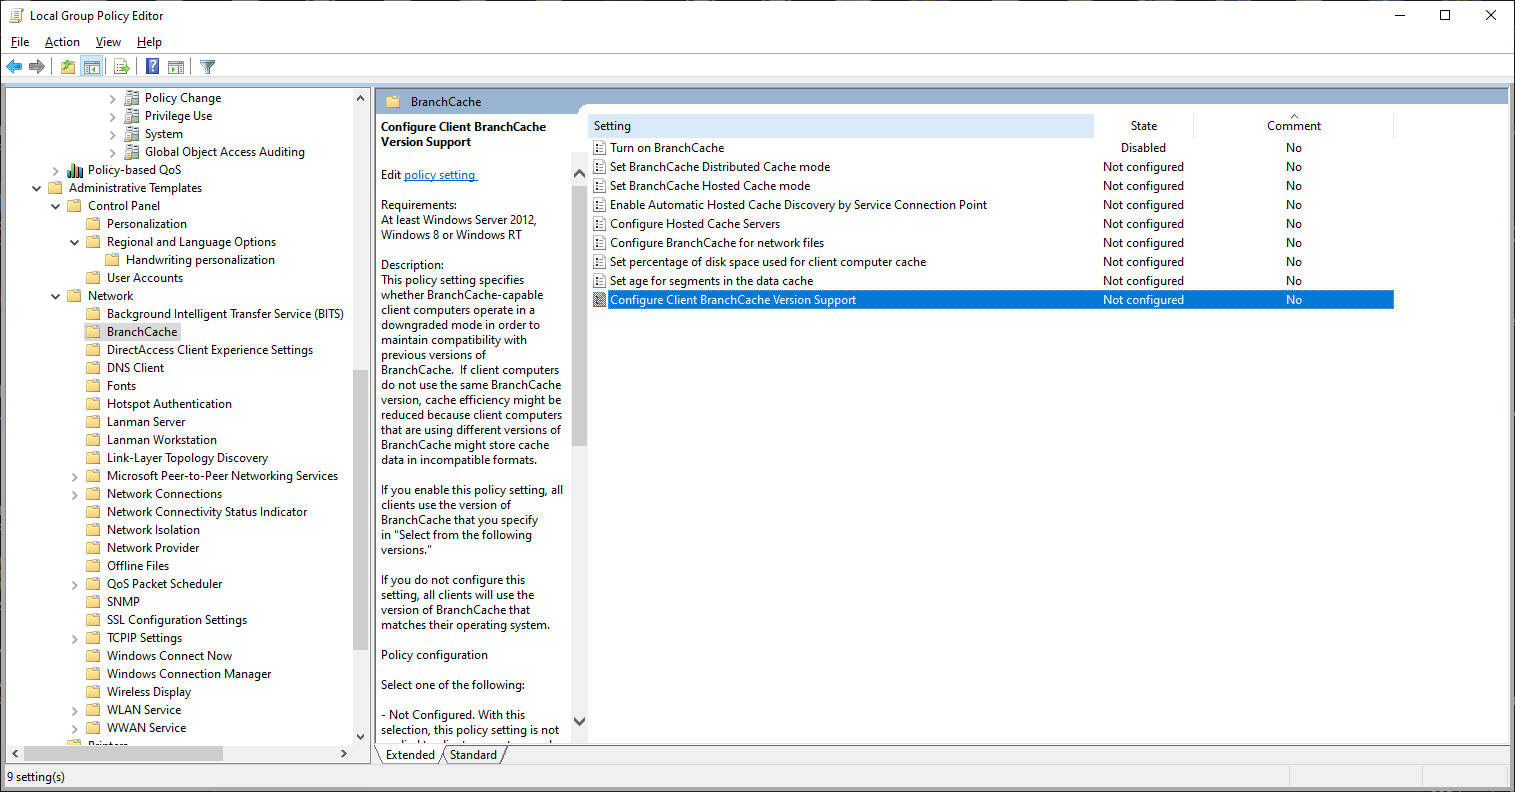 Local Group Policy Editor
File Action View Help
Policy Change
Privilege Use
System
Global Object Access Auditing
Policy-based QoS
Administrative Templates
Control Panel
Personalization
Regional and Language Options
Handwriting personalization
User Accounts
Network
Background Intelligent Transfer Service (BITS)
BranchCache
DirectAccess Client Experience Settings
DNS Client
Fonts
Hotspot Authentication
Lanman Server
Lanman Workstation
Link-Layer Topology Discovery
Microsoft Peer-to-Peer Networking Services
Network Connections
Network Connectivity Status Indicator
Network Isolation
Network Provider
Offline Files
QoS Packet Scheduler
SNMP
SSL Configuration Settings
TCPIP Settings
Windows Connect Now
Windows Connection Manager
Wireless Display
WLAN Service
WWAN Service
BranchCache
Configure Client BranchCache
Version Support
Edit policy setting
Requirements:
At least Windows Server 2012,
Windows 8 or Windows RT
Description:
This policy setting specifies
whether BranchCache-capable
client computers operate in a
downgraded mode in order to
maintain compatibility with
previous versions of
BranchCache.  If client computers
do not use the same BranchCache
version, cache efficiency might be
reduced because client computers
that are using different versions of
BranchCache might store cache
data in incompatible formats.
If you enable this policy setting, all
clients use the version of
BranchCache that you specify
in "Select from the following
versions."
If you do not configure this
setting, all clients will use the
version of BranchCache that
matches their operating system.
Policy configuration
Select one of the following:
- Not Configured. With this
selection, this policy setting is not
Setting State Comment
Turn on BranchCache Disabled No
Set BranchCache Distributed Cache mode Not configured No
Set BranchCache Hosted Cache mode Not configured No
Enable Automatic Hosted Cache Discovery by Service Connection Point Not configured No
Configure Hosted Cache Servers Not configured No
Configure BranchCache for network files Not configured No
Set percentage of disk space used for client computer cache Not configured No
Set age for segments in the data cache Not configured No
Configure Client BranchCache Version Support Not configured No
Extended Standard
9 setting(s)